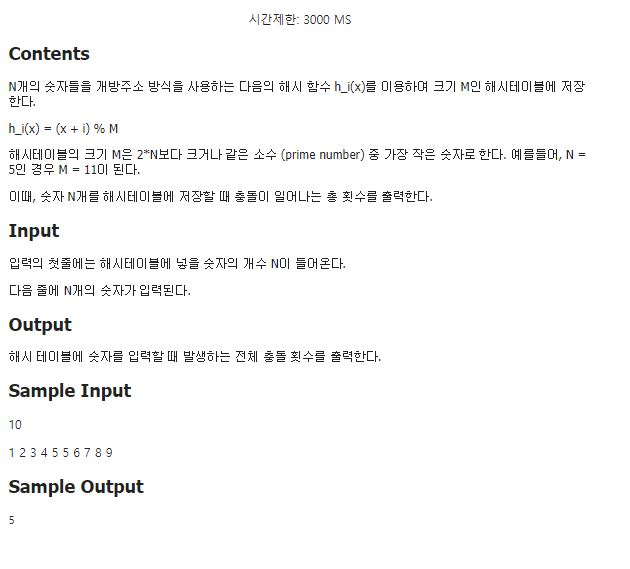 시간제한: 3000 MS
Contents
N개의 숫자들을 개방주소 방식을 사용하는 다음의 해시 함수 h_i(x)를 이용하여 크기 M인 해시테이블에 저장
한다.
h_i(x) = (x + i) % M
해시테이블의 크기 M은 2*N보다 크거나 같은 소수 (prime number) 중 가장 작은 숫자로 한다. 예를들어, N =
5인 경우 M = 11이 된다.
이때, 숫자 N개를 해시테이블에 저장할 때 충돌이 일어나는 총 횟수를 출력한다.
Input
입력의 첫줄에는 해시테이블에 넣을 숫자의 개수 N이 들어온다.
다음 줄에 N개의 숫자가 입력된다.
Output
해시 테이블에 숫자를 입력할 때 발생하는 전체 충돌 횟수를 출력한다.
Sample Input
10
1 2 3 4 5 5 6 7 8 9
Sample Output
5